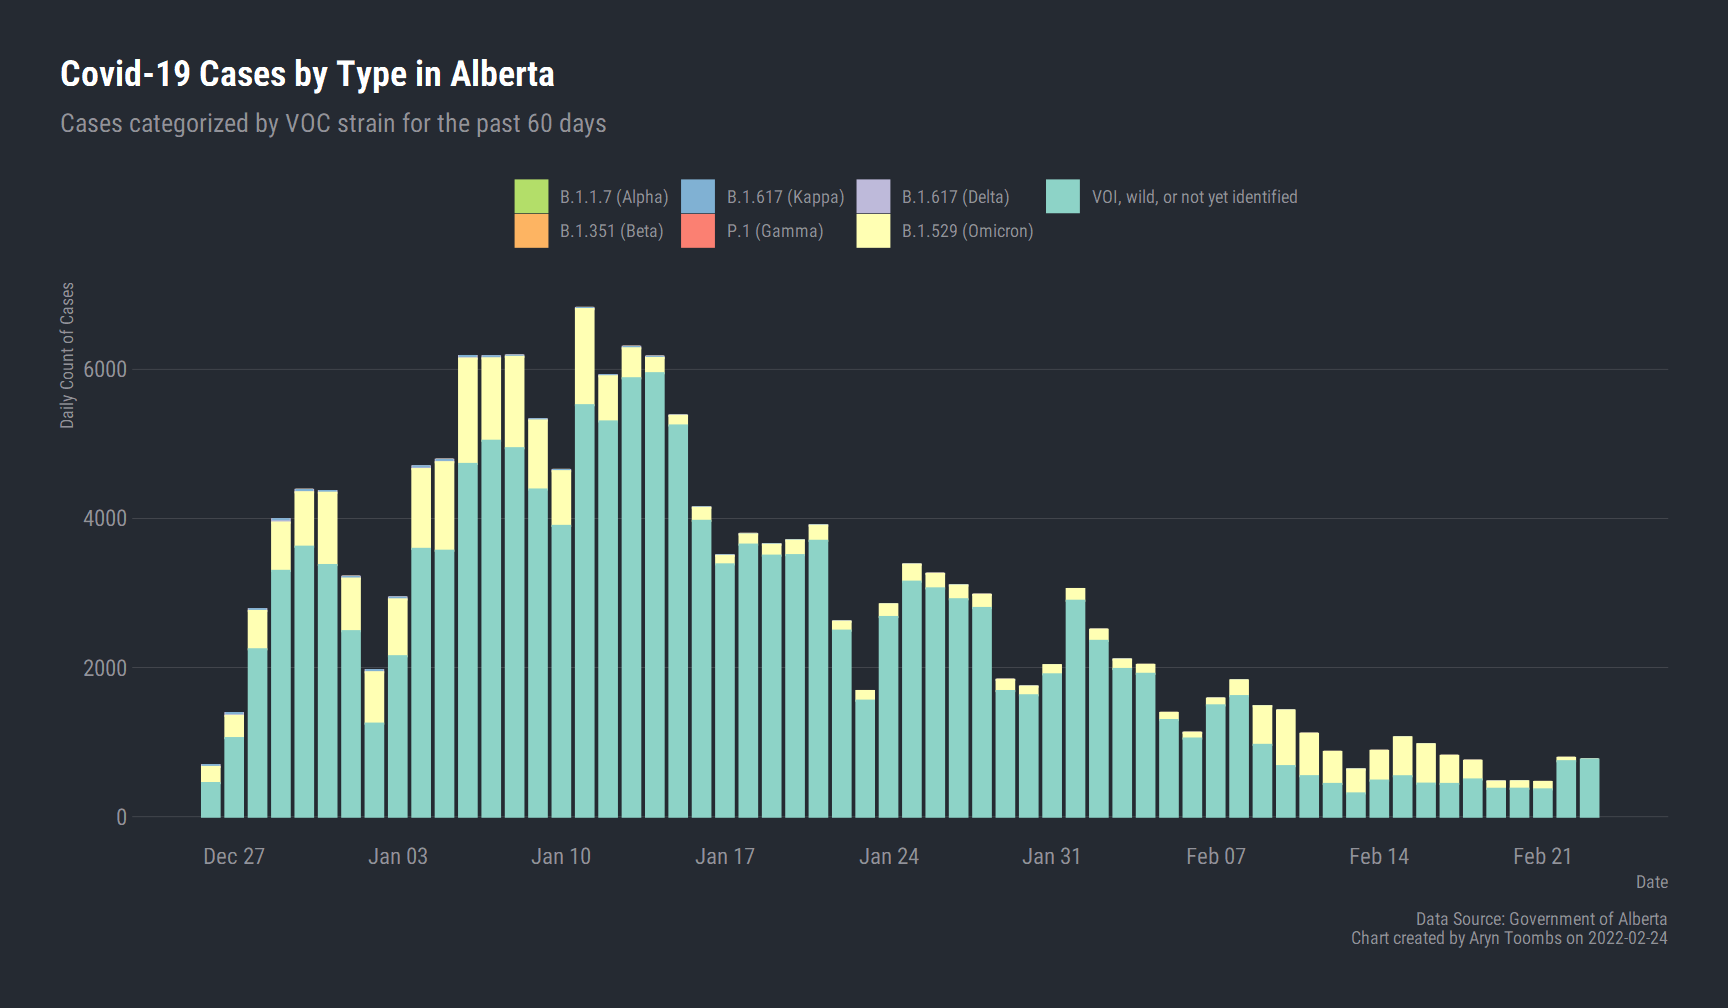 Covid-19 Cases by Type in Alberta
Cases categorized by VOC strain for the past 60 days
B.1.1.7 (Alpha) B.1.617 (Kappa) B.1.617 (Delta) VOI, wild, or not yet identified
B.1.351 (Beta) P.1 (Gamma) B.1.529 (Omicron)
Daily Count of Cases
6000
4000
2000
0
Dec 27 Jan 03 Jan 10 Jan 17 Jan 24 Jan 31 Feb 07 Feb 14 Feb 21
Date
Data Source: Government of Alberta
Chart created by Aryn Toombs on 2022-02-24